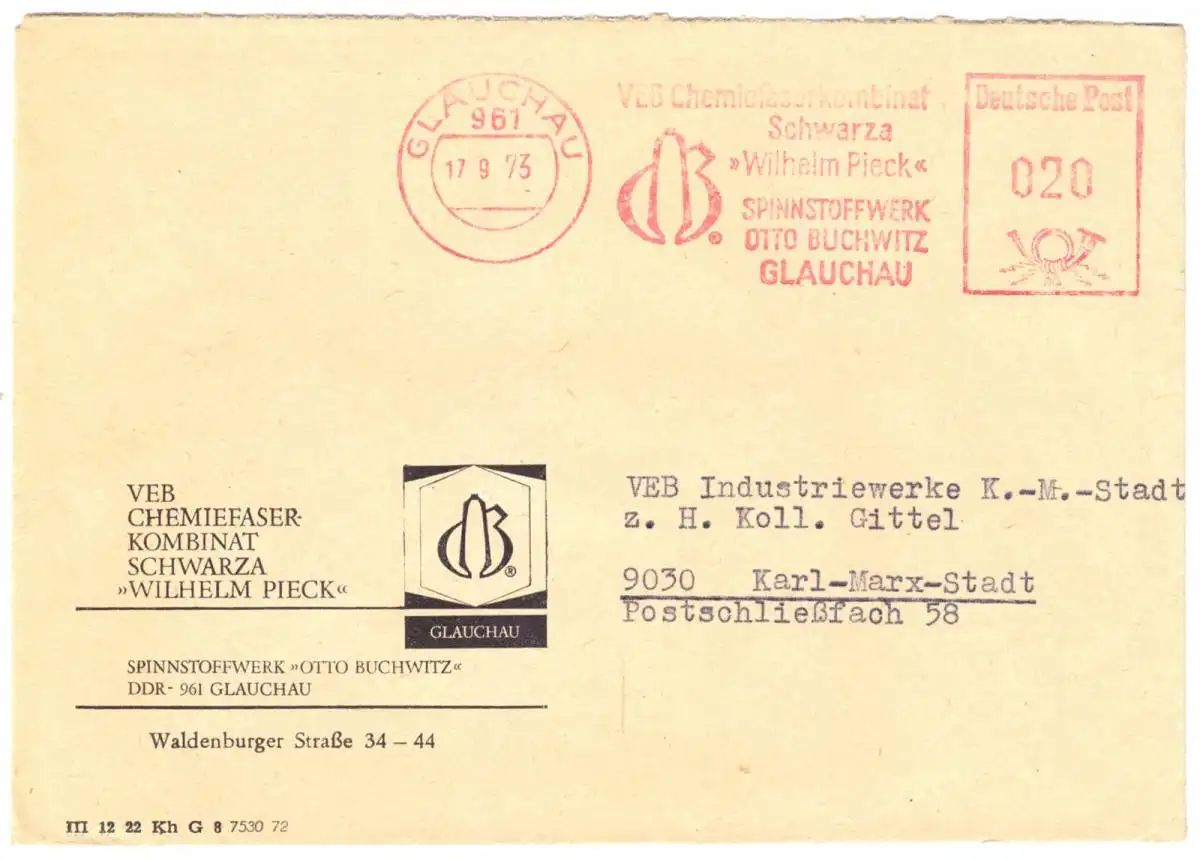 GLAUCHAU
961
17 9 73
VEB Chemiefaserkombinat
Schwarza
»Wilhelm Pieck«
SPINNSTOFFWERK
OTTO BUCHWITZ
GLAUCHAU
®
Deutsche Post
020
VEB
CHEMIEFASER-
KOMBINAT
SCHWARZA
»WILHELM PIECK«
®
GLAUCHAU
SPINNSTOFFWERK »OTTO BUCHWITZ«
DDR- 961 GLAUCHAU
Waldenburger Straße 34 – 44
VEB Industriewerke K.-M.-Stadt
z. H. Koll. Gittel
9030 Karl-Marx-Stadt
Postschließfach 58
III 12 22 Kh G 8 7530 72